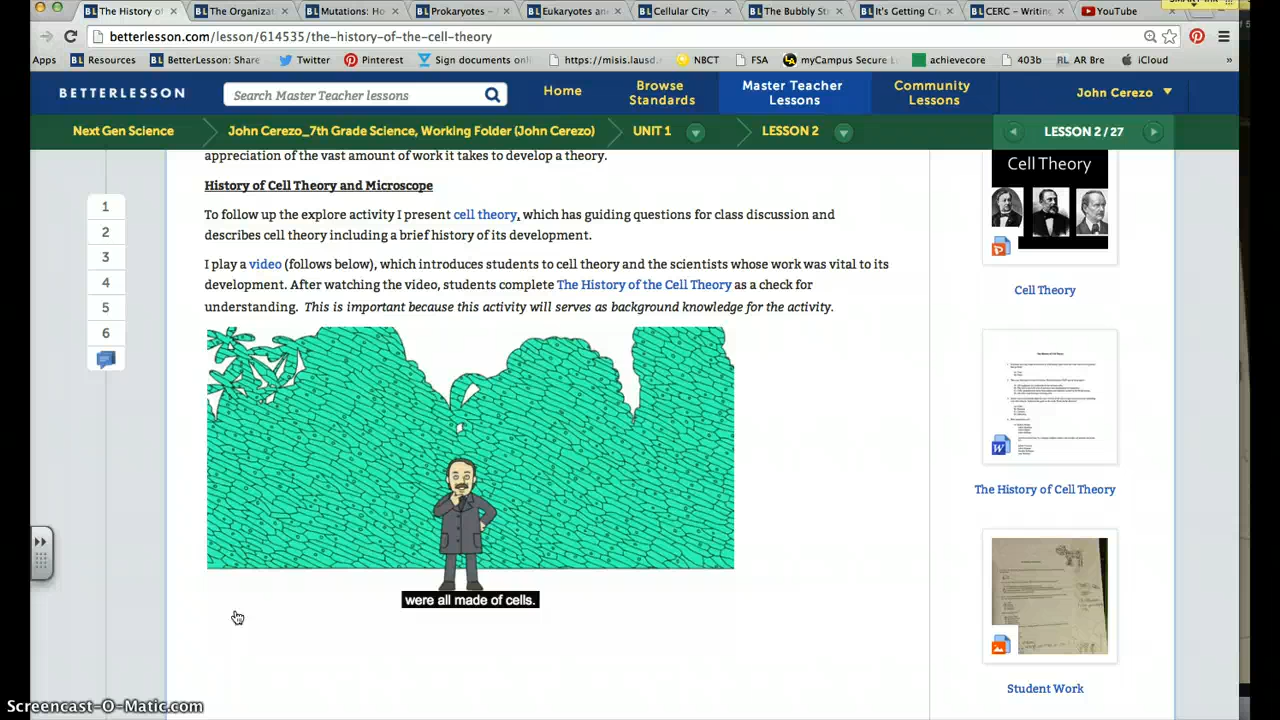 The History of
The Organiza
Mutations: Ho
Prokaryotes –
Eukaryotes an
Cellular City –
The Bubbly St
It's Getting Cr
CERC – Writin
YouTube
betterlesson.com/lesson/614535/the-history-of-the-cell-theory
Apps
BL Resources
BL BetterLesson: Share
Twitter
Pinterest
Sign documents onl
https://misis.lausd.
NBCT
FSA
myCampus Secure L
achievecore
403b
RL AR Bre
iCloud
»
BETTERLESSON
Search Master Teacher lessons
Home
Browse
Standards
Master Teacher
Lessons
Community
Lessons
John Cerezo
Next Gen Science
John Cerezo_7th Grade Science, Working Folder (John Cerezo)
UNIT 1
LESSON 2
LESSON 2 / 27
1
2
3
4
5
6
appreciation of the vast amount of work it takes to develop a theory.
History of Cell Theory and Microscope
To follow up the explore activity I present cell theory, which has guiding questions for class discussion and
describes cell theory including a brief history of its development.
I play a video (follows below), which introduces students to cell theory and the scientists whose work was vital to its
development. After watching the video, students complete The History of the Cell Theory as a check for
understanding. This is important because this activity will serves as background knowledge for the activity.
were all made of cells.
Cell Theory
Cell Theory
The History of Cell Theory
Student Work
Screencast-O-Matic.com